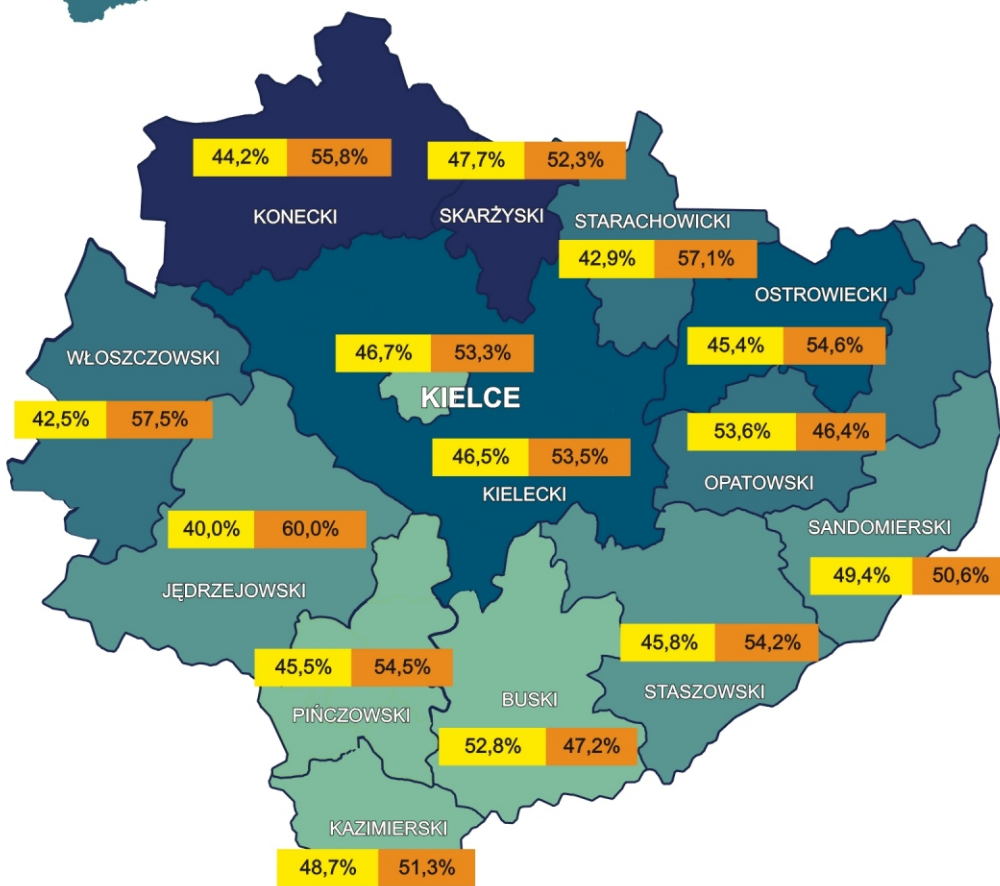 44,2% 55,8%
KONECKI
47,7% 52,3%
SKARŻYSKI
STARACHOWICKI
42,9% 57,1%
OSTROWIECKI
45,4% 54,6%
WŁOSZCZOWSKI
42,5% 57,5%
46,7% 53,3%
KIELCE
46,5% 53,5%
KIELECKI
53,6% 46,4%
OPATOWSKI
SANDOMIERSKI
49,4% 50,6%
40,0% 60,0%
JĘDRZEJOWSKI
45,8% 54,2%
STASZOWSKI
45,5% 54,5%
PIŃCZOWSKI
BUSKI
52,8% 47,2%
KAZIMIERSKI
48,7% 51,3%